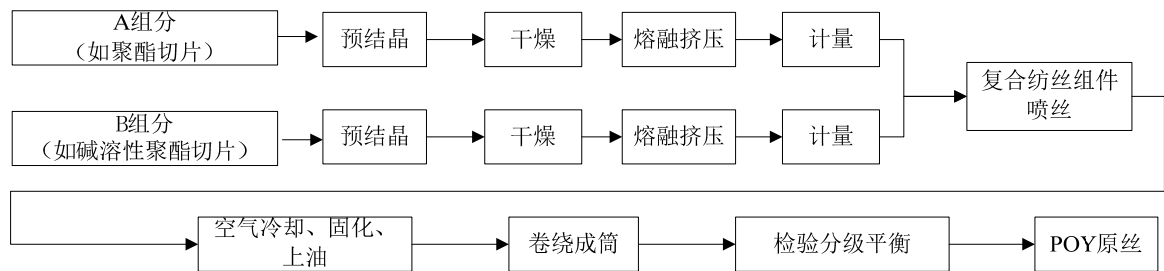 A组分
（如聚酯切片）
预结晶
干燥
熔融挤压
计量
复合纺丝组件
喷丝
B组分
（如碱溶性聚酯切片）
预结晶
干燥
熔融挤压
计量
空气冷却、固化、
上油
卷绕成筒
检验分级平衡
POY原丝